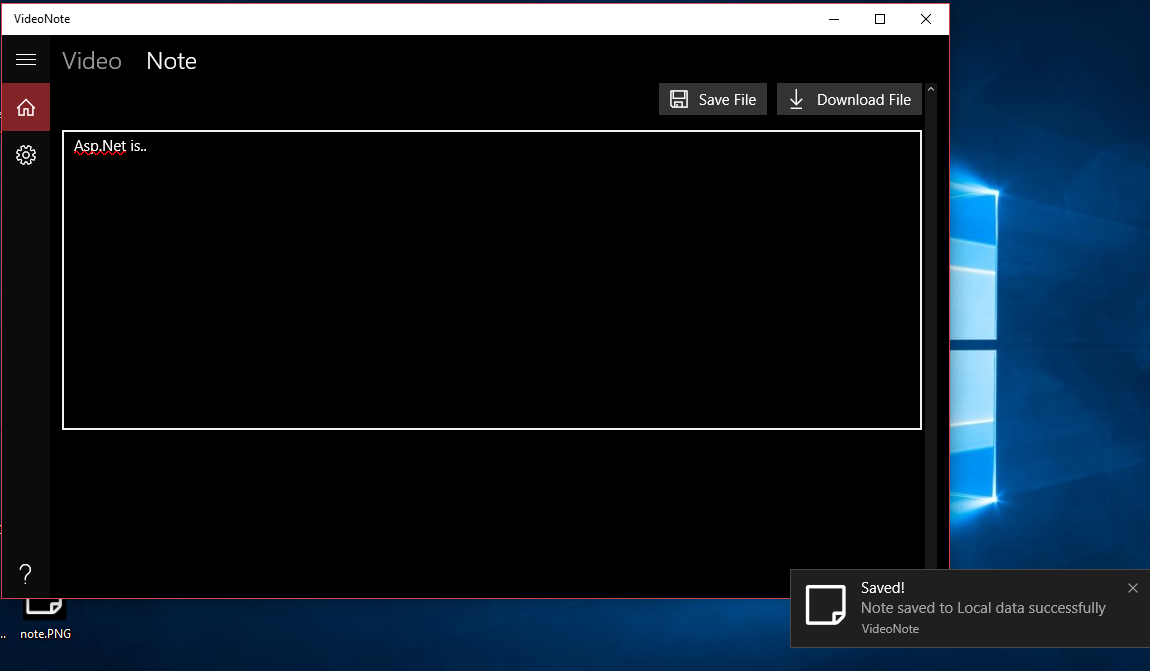 VideoNote
Video Note
Save File Download File
Asp.Net is..
?
.. note.PNG
Saved!
Note saved to Local data successfully
VideoNote